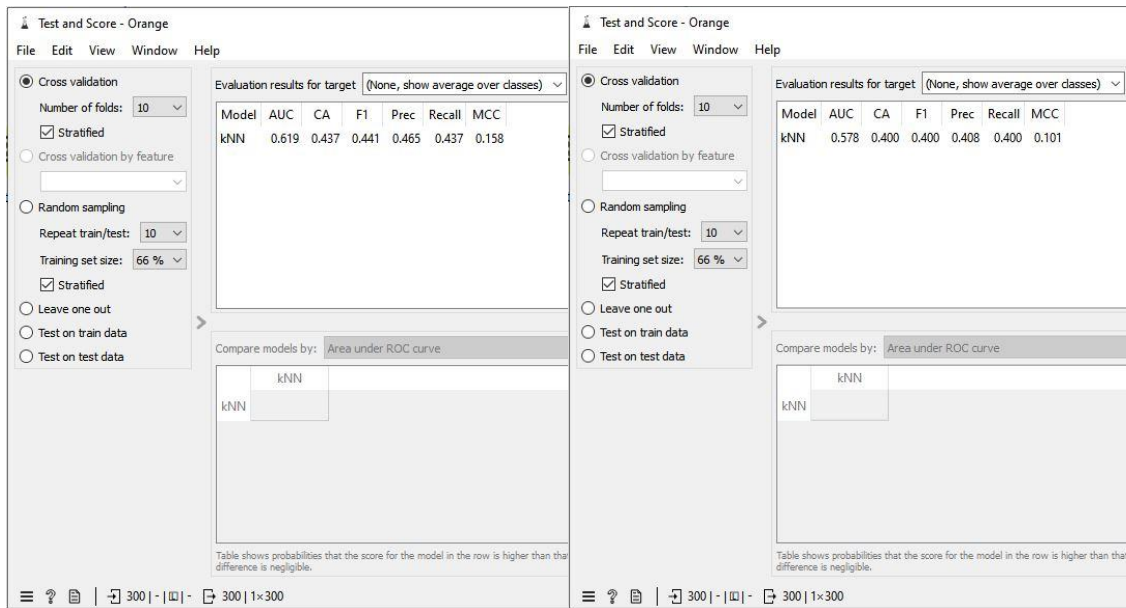 Test and Score - Orange
File Edit View Window Help
Cross validation
Number of folds: 10
Stratified
Cross validation by feature
Random sampling
Repeat train/test: 10
Training set size: 66 %
Stratified
Leave one out
Test on train data
Test on test data
Evaluation results for target (None, show average over classes)
Model AUC CA F1 Prec Recall MCC
kNN 0.619 0.437 0.441 0.465 0.437 0.158
Compare models by: Area under ROC curve
kNN
kNN
Table shows probabilities that the score for the model in the row is higher than tha
difference is negligible.
300 | - | - 300 | 1×300
Test and Score - Orange
File Edit View Window Help
Cross validation
Number of folds: 10
Stratified
Cross validation by feature
Random sampling
Repeat train/test: 10
Training set size: 66 %
Stratified
Leave one out
Test on train data
Test on test data
Evaluation results for target (None, show average over classes)
Model AUC CA F1 Prec Recall MCC
kNN 0.578 0.400 0.400 0.408 0.400 0.101
Compare models by: Area under ROC curve
kNN
kNN
Table shows probabilities that the score for the model in the row is higher than tha
difference is negligible.
300 | - | - 300 | 1×300